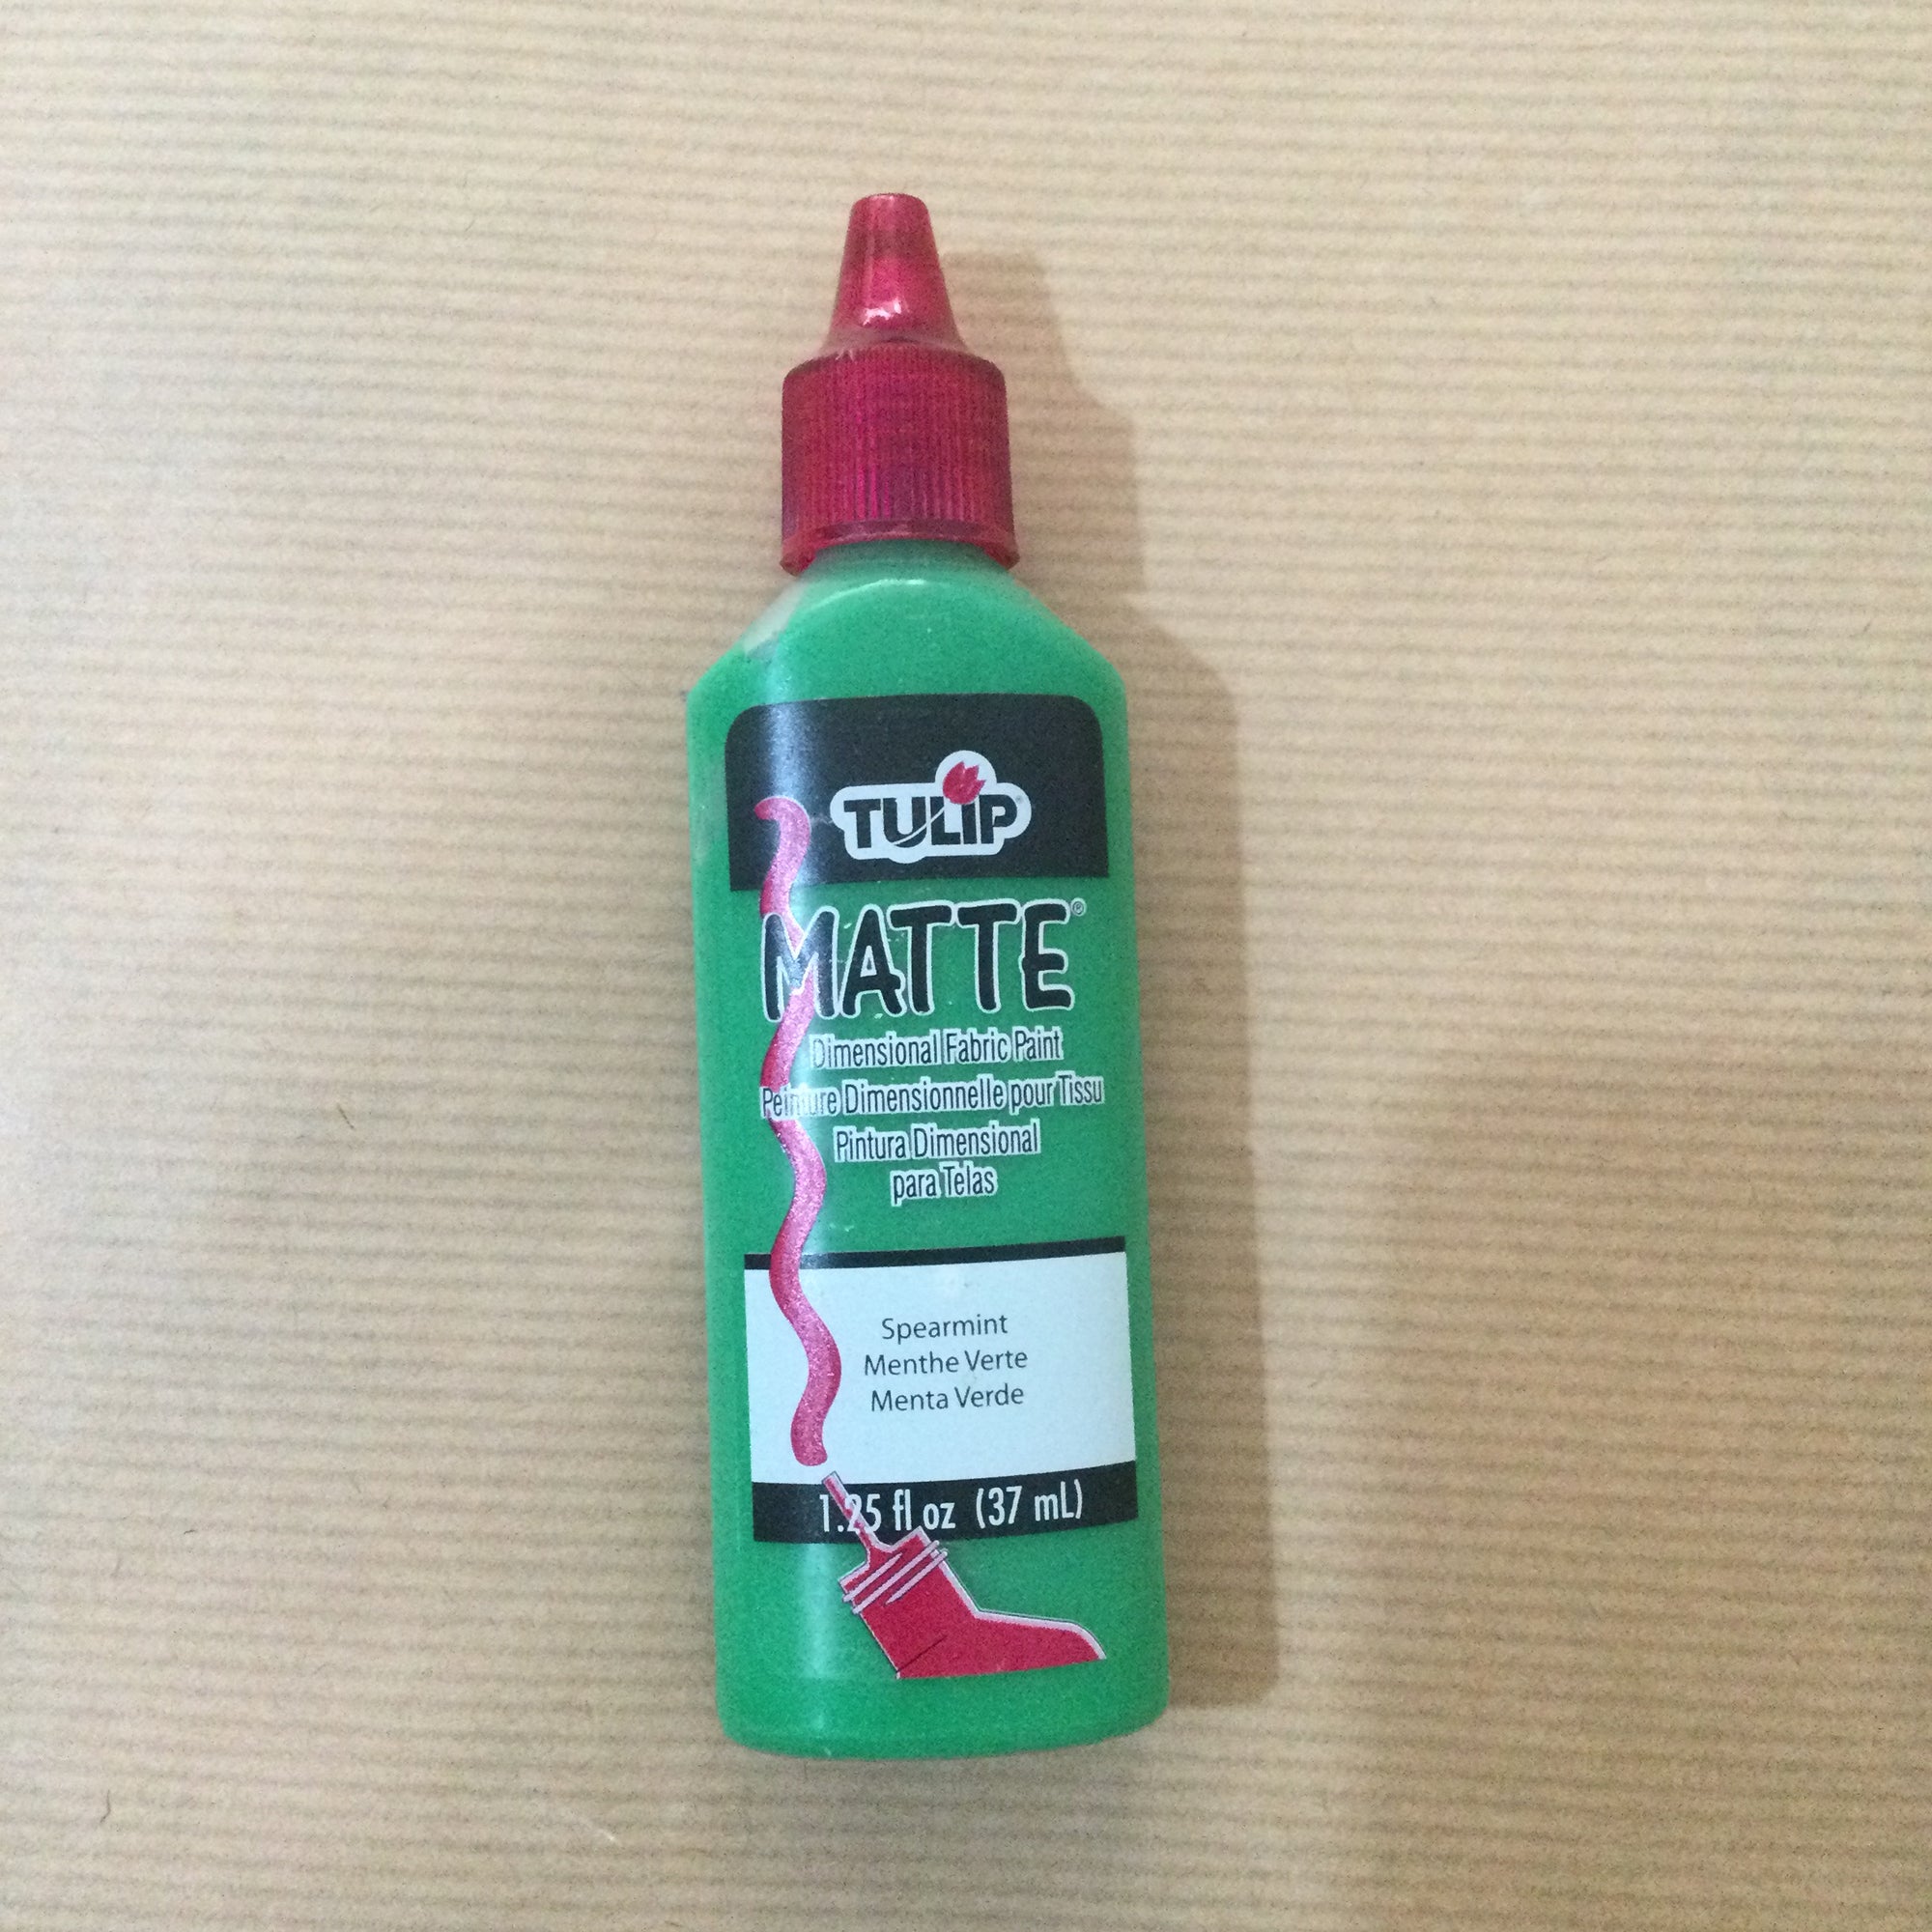 TULIP®
MATTE©
Dimensional Fabric Paint
Peinture Dimensionnelle pour Tissu
Pintura Dimensional
para Telas
Spearmint
Menthe Verte
Menta Verde
1.25 fl oz (37 mL)